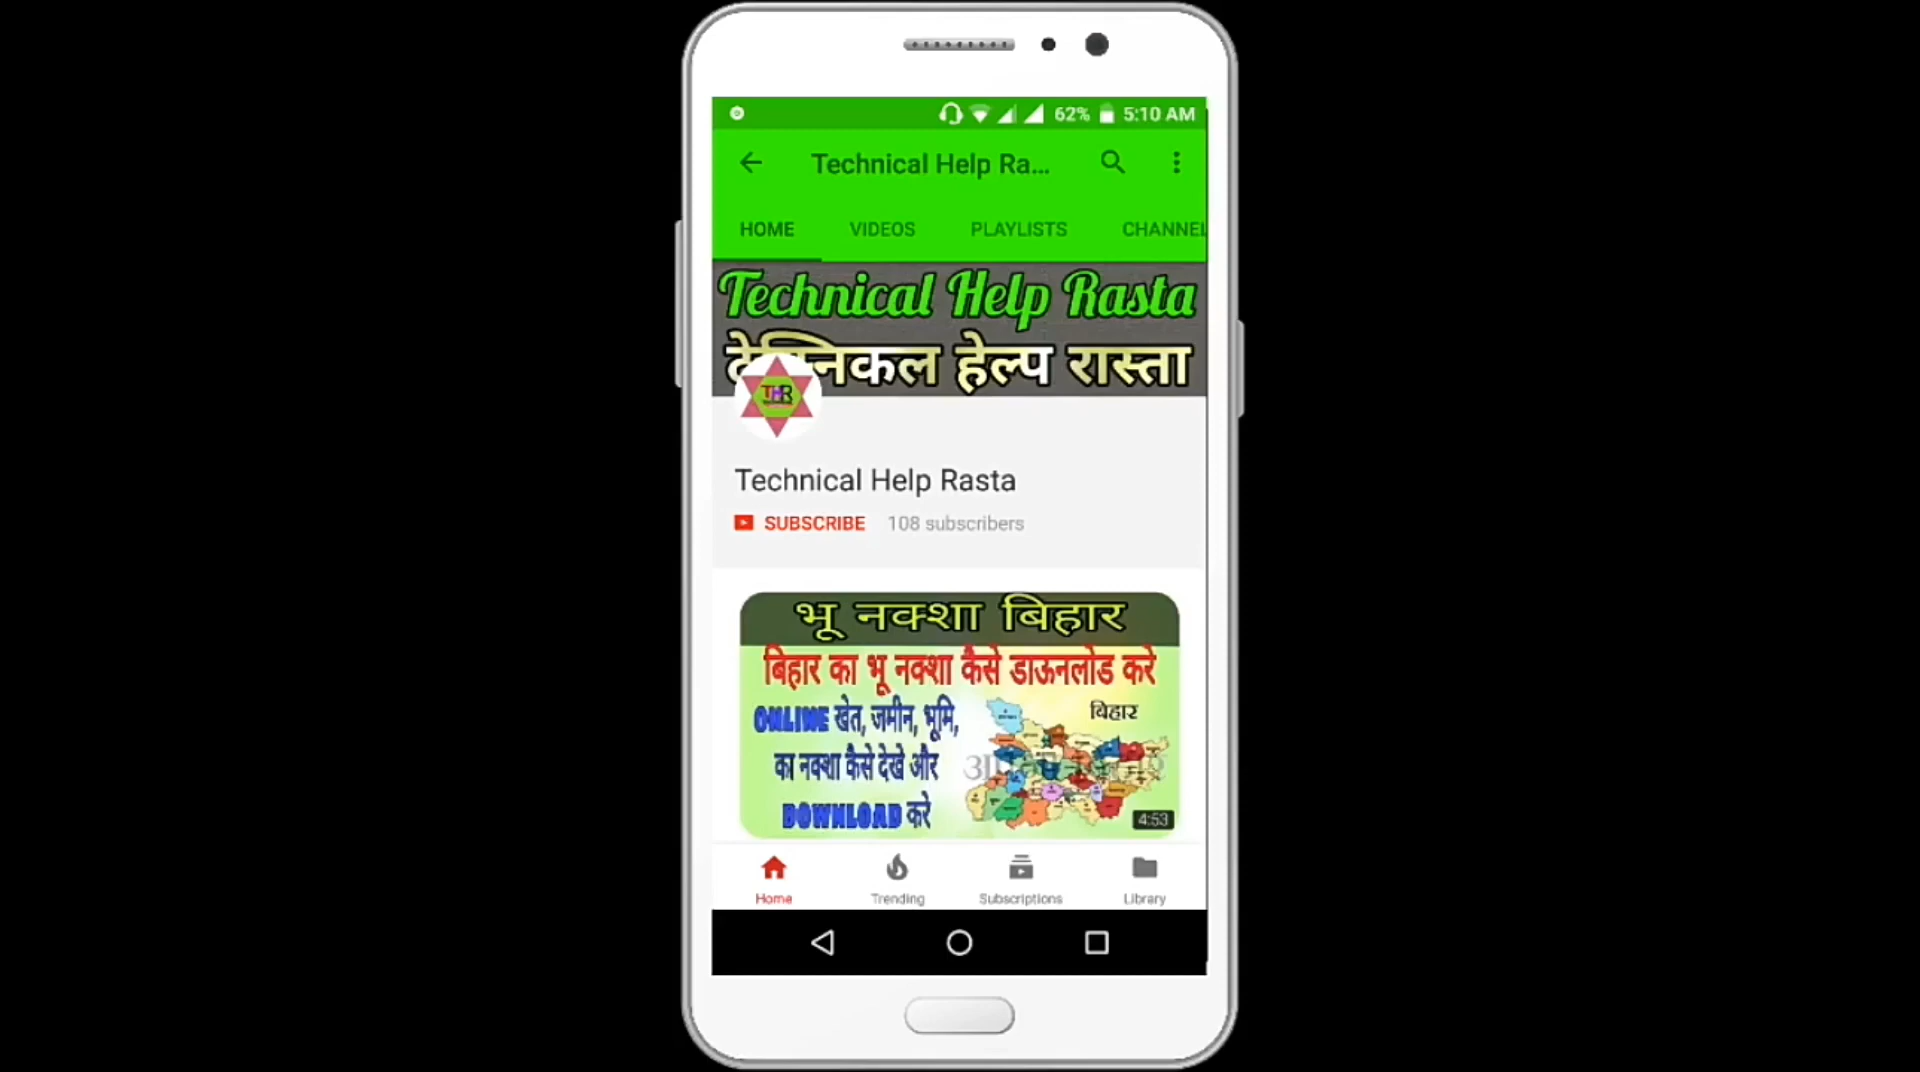 62% 5:10 AM
Technical Help Ra...
HOME VIDEOS PLAYLISTS CHANNEL
Technical Help Rasta
हेल्प रास्ता
THR
Technical Help Rasta
SUBSCRIBE 108 subscribers
भू नक्शा बिहार
बिहार का भू नक्शा कैसे डाऊनलोड करे
ONLINE खेत, जमीन, भूमि,
का नक्शा कैसे देखे और
DOWNLOAD करे
बिहार
4:53
Home Trending Subscriptions Library